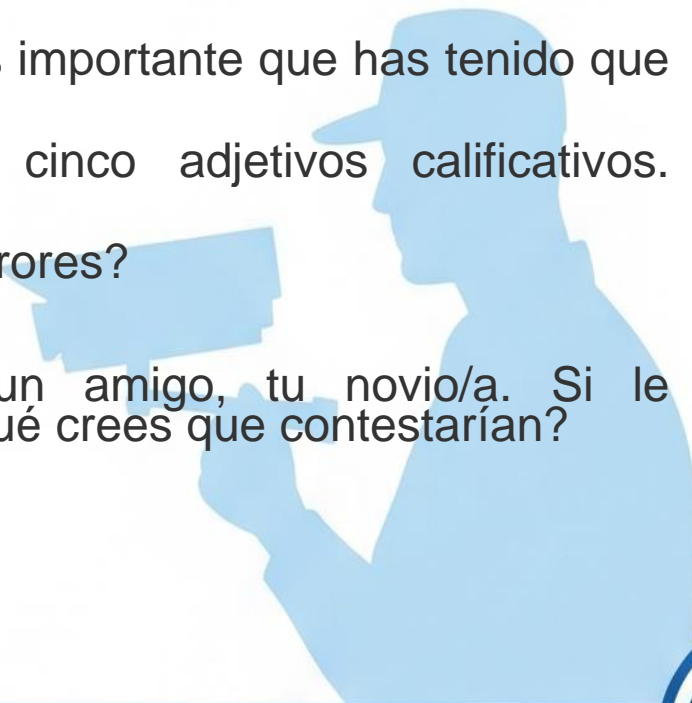 importante que has tenido que
cinco adjetivos calificativos.
rores?
un amigo, tu novio/a. Si le
ué crees que contestarían?